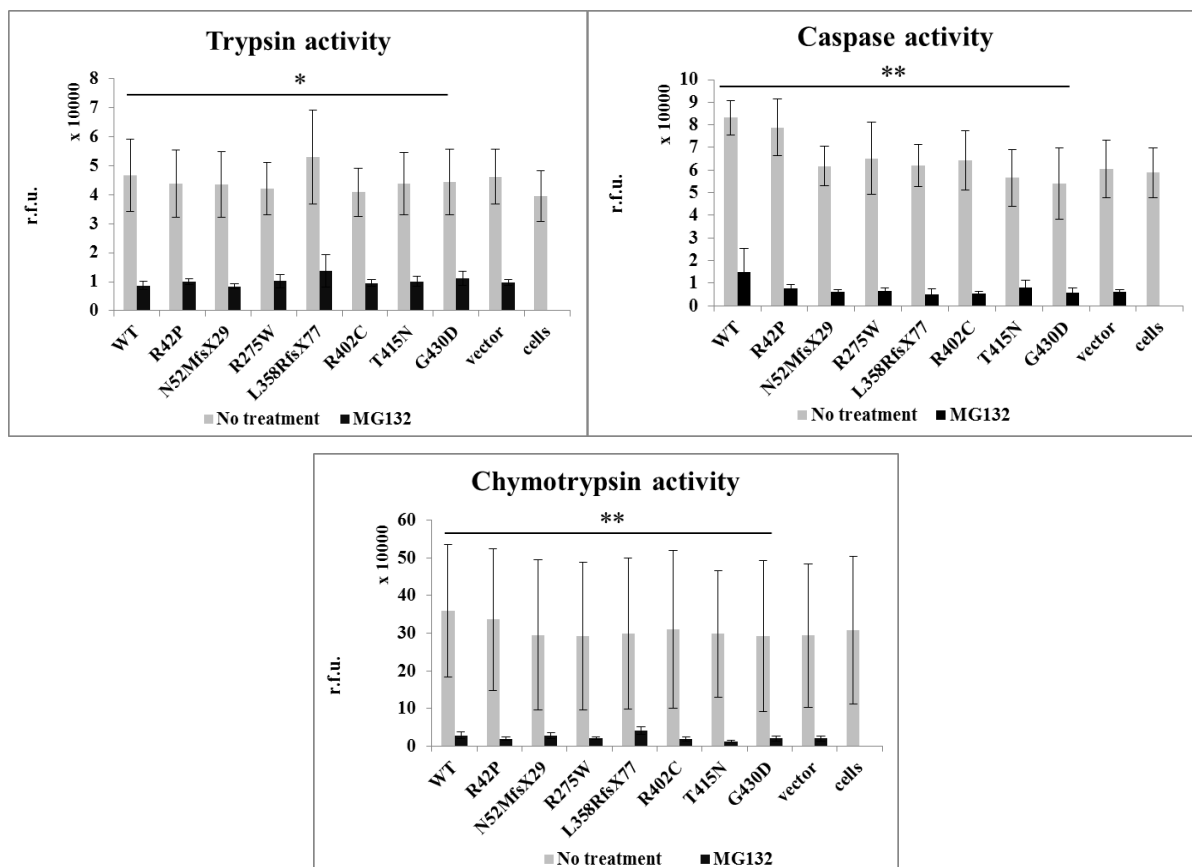 Trypsin activity
*
x 10000
8
7
6
5
4
3
2
1
0
r.f.u.
WT
R42P
N52MfsX29
R275W
L358RfsX77
R402C
T415N
G430D
vector
cells
No treatment MG132
Caspase activity
**
x 10000
10
9
8
7
6
5
4
3
2
1
0
r.f.u.
WT
R42P
N52MfsX29
R275W
L358RfsX77
R402C
T415N
G430D
vector
cells
No treatment MG132
Chymotrypsin activity
**
x 10000
60
50
40
30
20
10
0
r.f.u.
WT
R42P
N52MfsX29
R275W
L358RfsX77
R402C
T415N
G430D
vector
cells
No treatment MG132